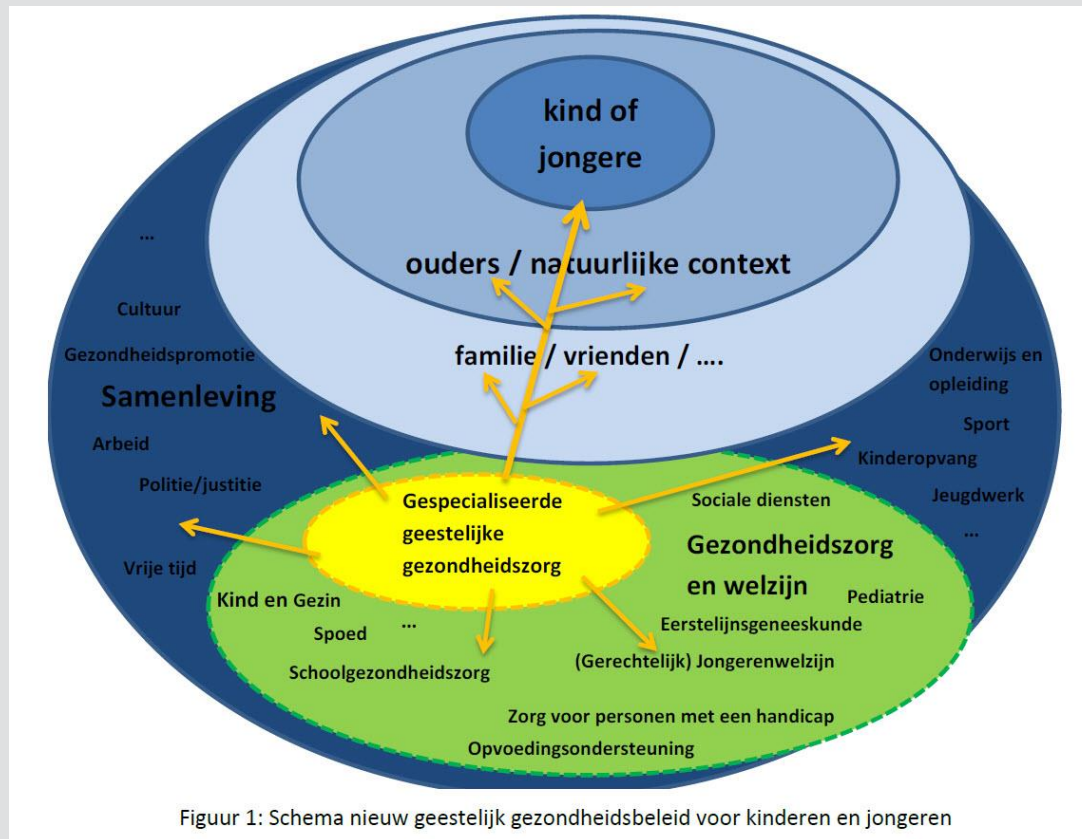 kind of
jongere
ouders / natuurlijke context
familie / vrienden / ....
...
Cultuur
Gezondheidspromotie
Samenleving
Arbeid
Politie/justitie
Vrije tijd
Onderwijs en
opleiding
Sport
Kinderopvang
Jeugdwerk
...
Gespecialiseerde
geestelijke
gezondheidszorg
Sociale diensten
Gezondheidszorg
en welzijn
Pediatrie
Eerstelijnsgeneeskunde
(Gerechtelijk) Jongerenwelzijn
Kind en Gezin
...
Spoed
Schoolgezondheidszorg
Zorg voor personen met een handicap
Opvoedingsondersteuning
Figuur 1: Schema nieuw geestelijk gezondheidsbeleid voor kinderen en jongeren